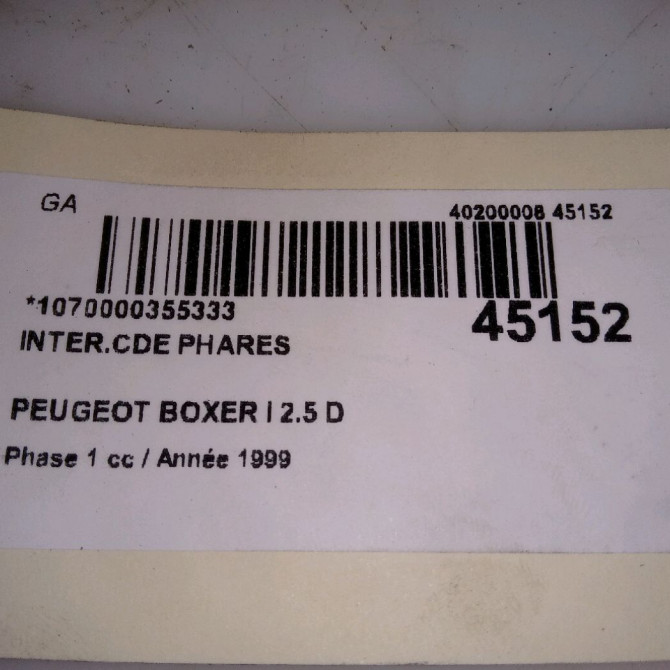 GA
40200008 45152
*1070000355333
45152
INTER.CDE PHARES
PEUGEOT BOXER I 2.5 D
Phase 1 cc / Année 1999